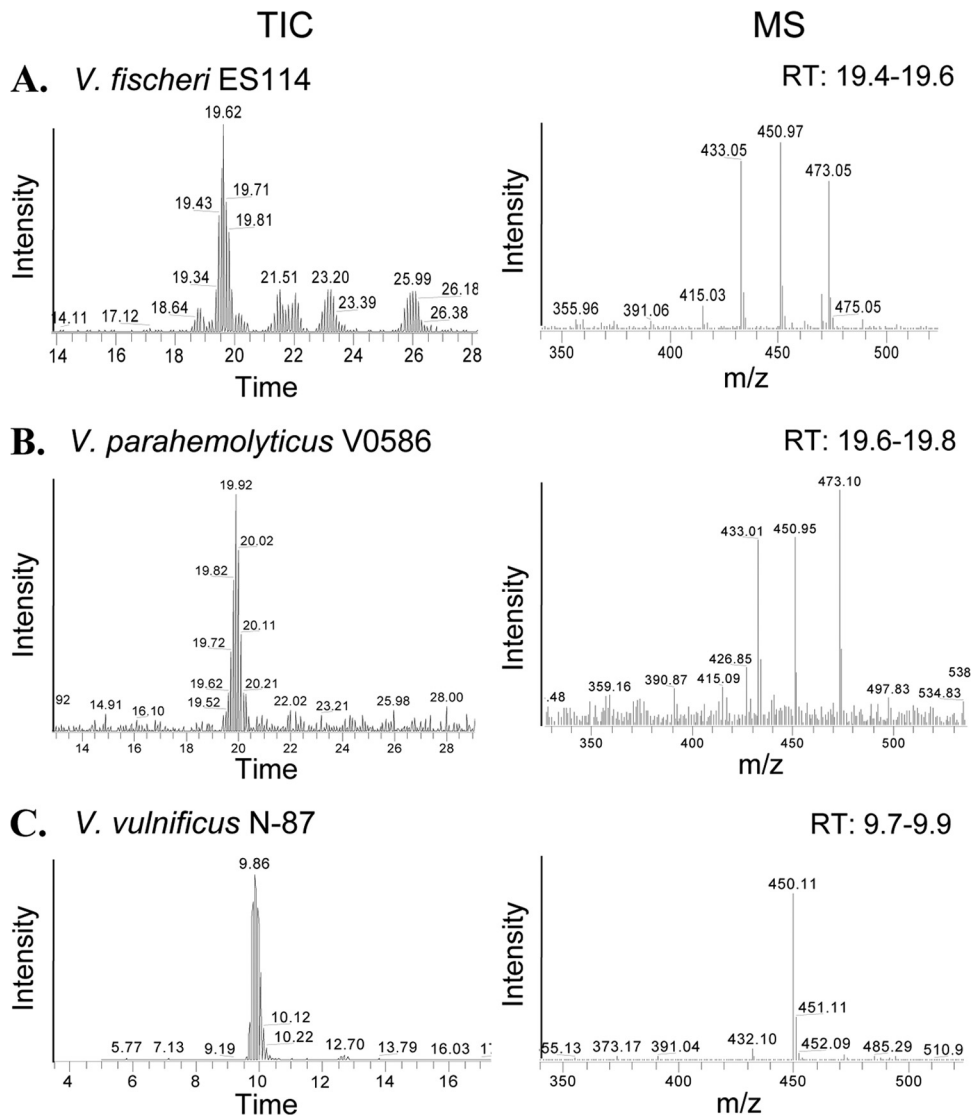 TIC
MS
A. V. fischeri ES114
RT: 19.4-19.6
19.62
19.71
19.43
19.81
19.34
21.51
23.20
25.99
26.18
18.64
23.39
26.38
14.11
17.12
14 16 18 20 22 24 26 28
Intensity
Time
450.97
433.05
473.05
415.03
355.96
391.06
475.05
350 400 450 500
Intensity
m/z
B. V. parahemolyticus V0586
RT: 19.6-19.8
19.92
20.02
19.82
20.11
19.72
19.62
20.21
19.52
22.02
23.21
25.98
28.00
92
14.91
16.10
14 16 18 20 22 24 26 28
Intensity
Time
473.10
433.01
450.95
426.85
415.09
390.87
359.16
.48
497.83
534.83
538
350 400 450 500
Intensity
m/z
C. V. vulnificus N-87
RT: 9.7-9.9
9.86
10.12
10.22
5.77
7.13
9.19
12.70
13.79
16.03
17
4 6 8 10 12 14 16
Intensity
Time
450.11
451.11
432.10
452.09
55.13
373.17
391.04
485.29
510.9
350 400 450 500
Intensity
m/z